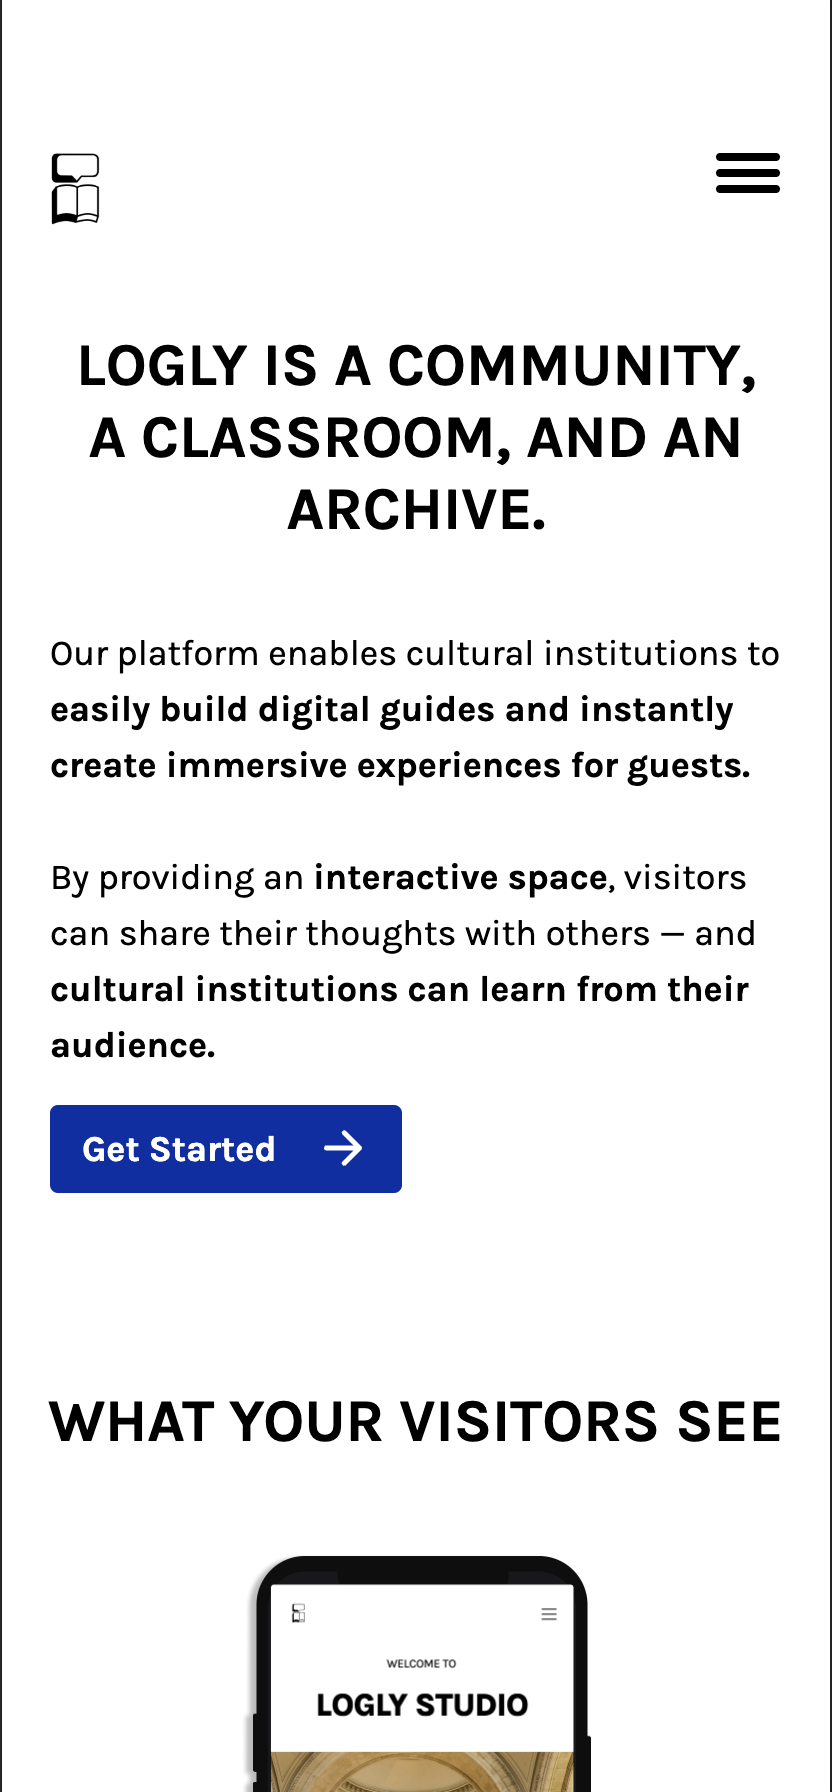 LOGLY IS A COMMUNITY,
A CLASSROOM, AND AN
ARCHIVE.
Our platform enables cultural institutions to
easily build digital guides and instantly
create immersive experiences for guests.
By providing an interactive space, visitors
can share their thoughts with others — and
cultural institutions can learn from their
audience.
Get Started
WHAT YOUR VISITORS SEE
WELCOME TO
LOGLY STUDIO